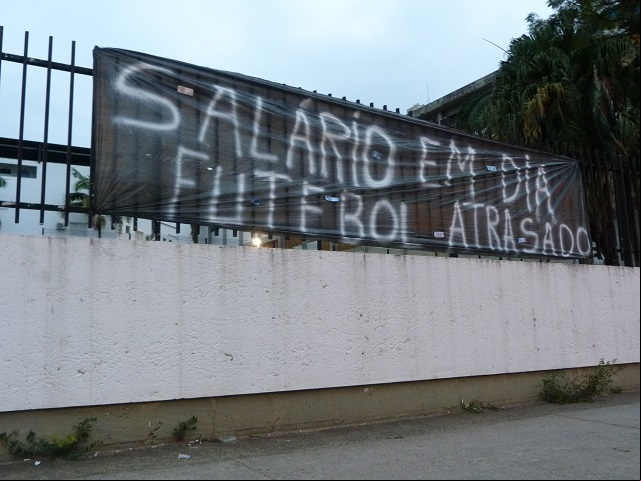 SALÁRIO EM DIA
FUTEBOL ATRASADO